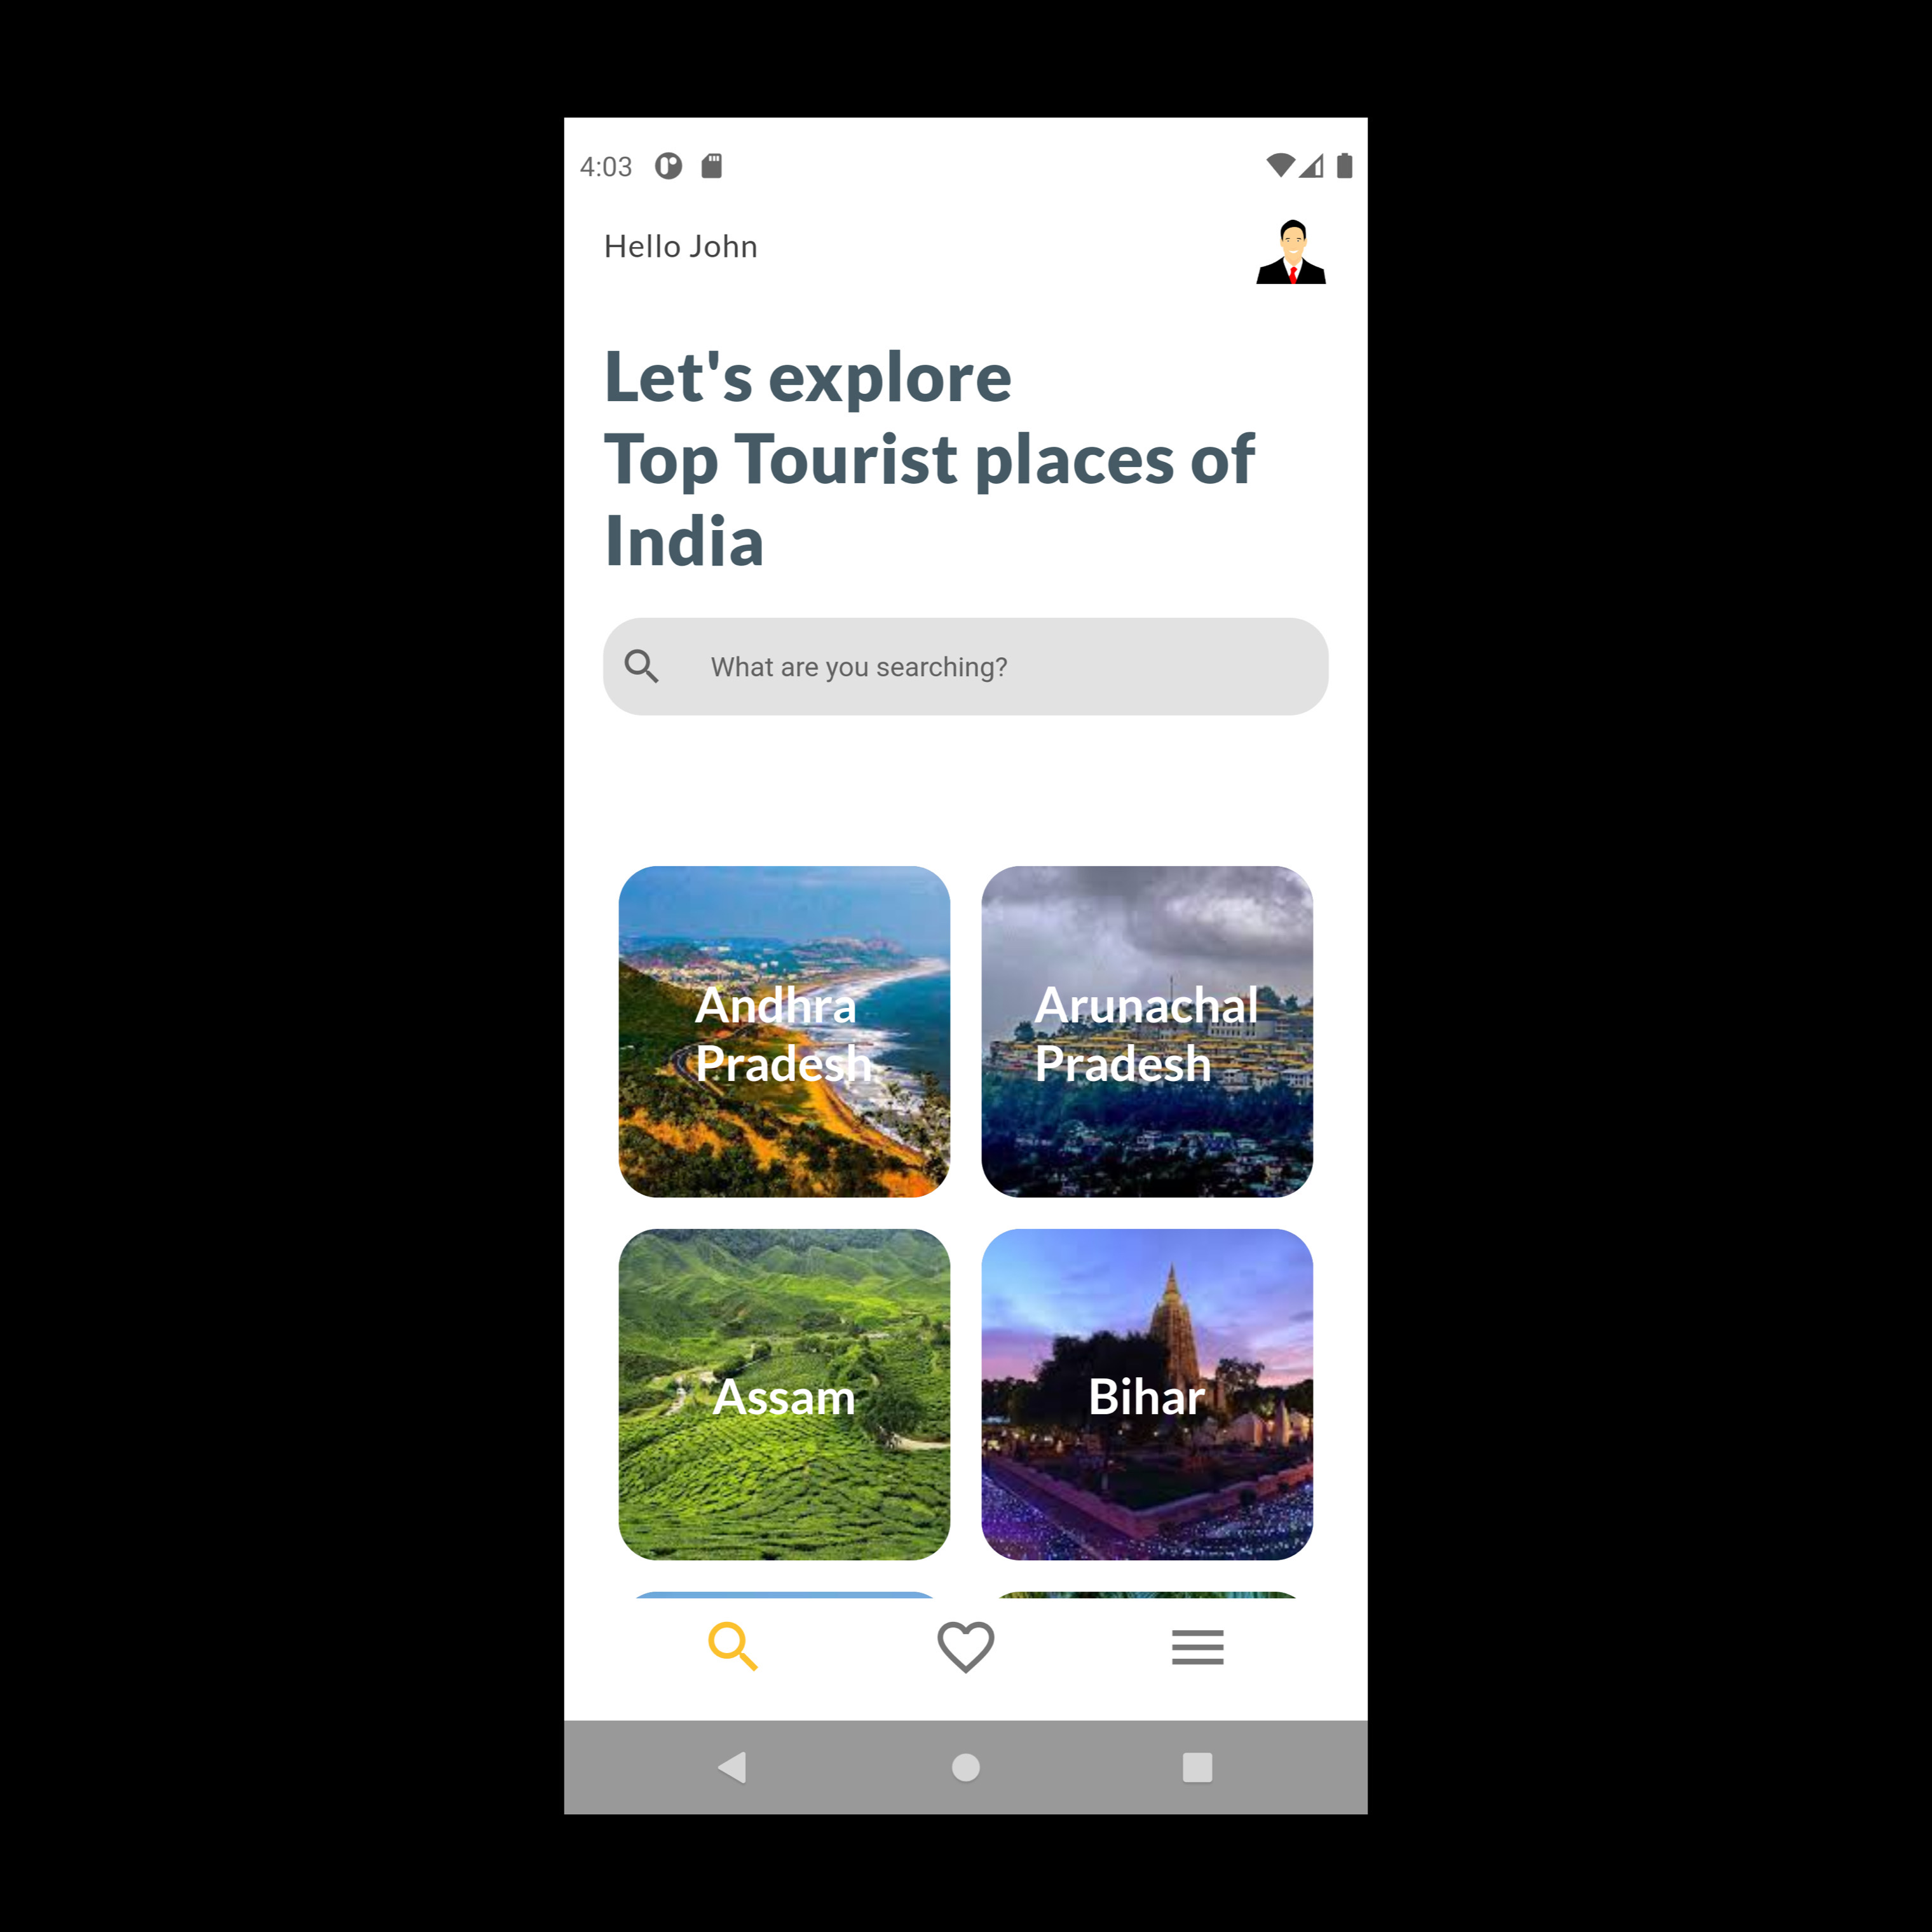 4:03
Hello John
Let's explore
Top Tourist places of
India
What are you searching?
Andhra
Pradesh
Arunachal
Pradesh
Assam
Bihar